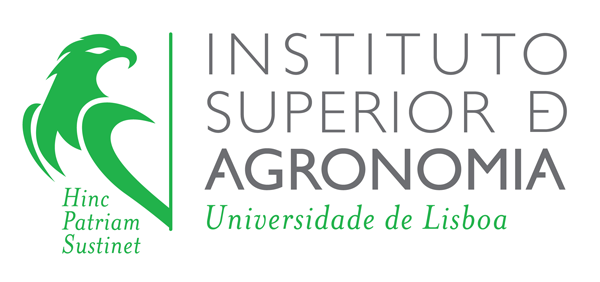 INSTITUTO
SUPERIOR Ð
AGRONOMIA
Universidade de Lisboa
Hinc
Patriam
Sustinet